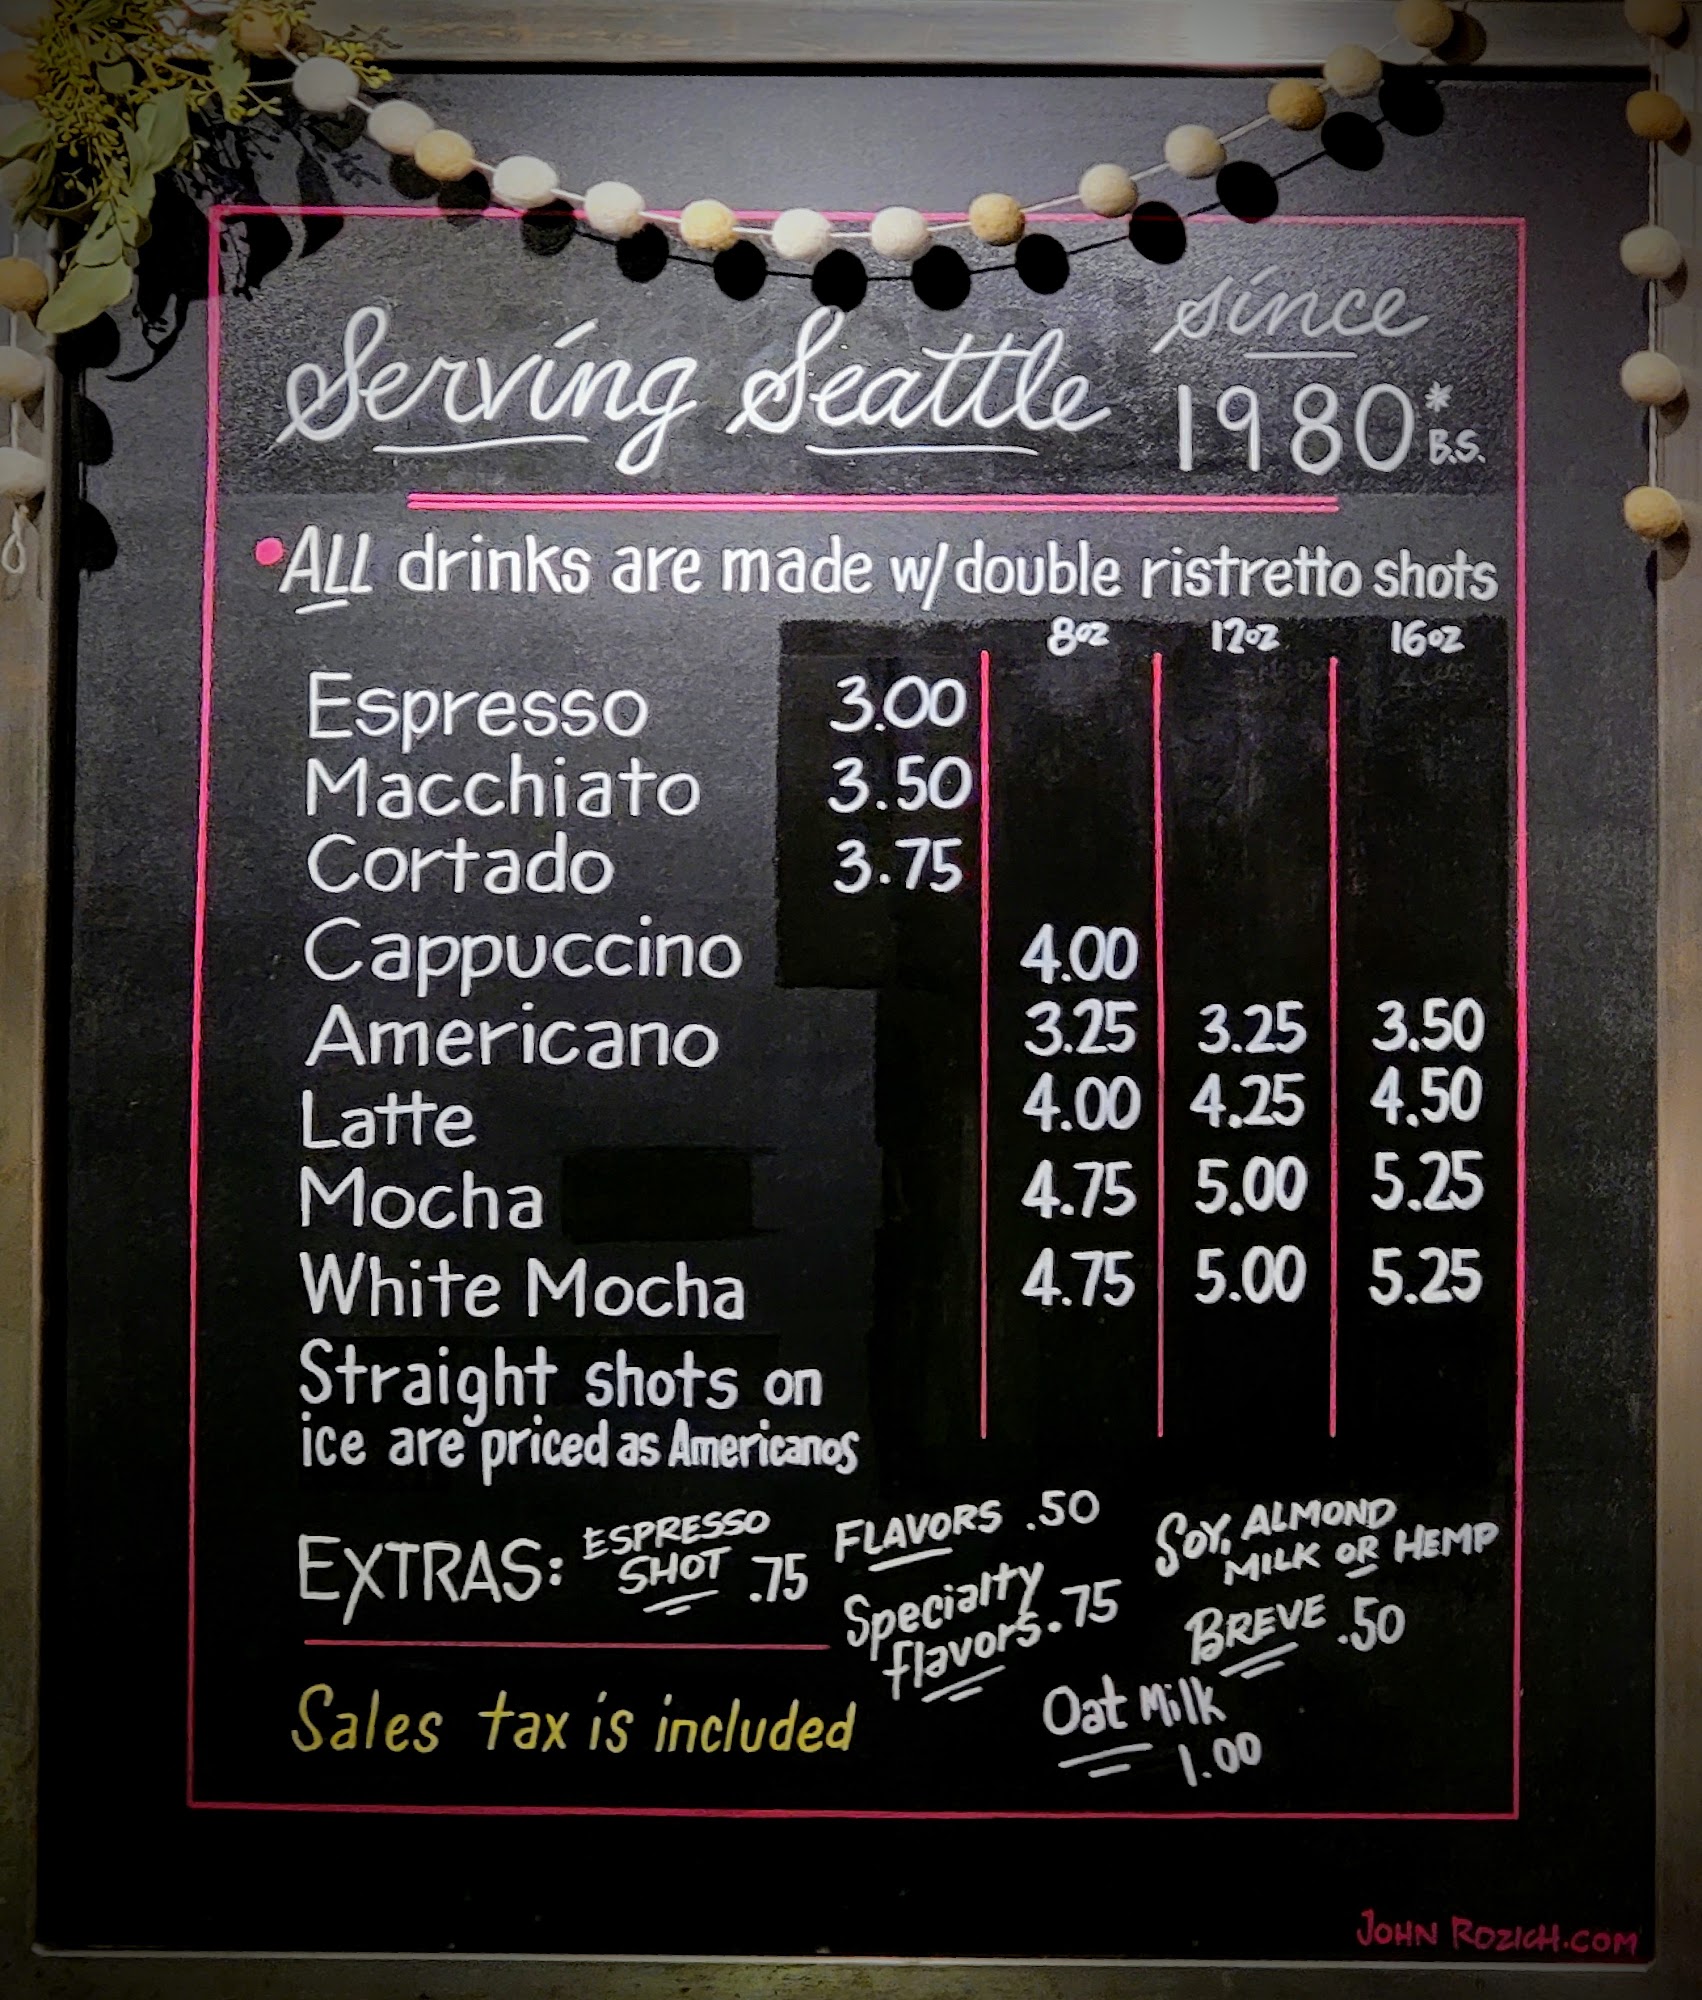 Serving Seattle since
1980* B.S.
• ALL drinks are made w/ double ristretto shots
8oz 12oz 16oz
Espresso 3.00
Macchiato 3.50
Cortado 3.75
Cappuccino 4.00
Americano 3.25 3.25 3.50
Latte 4.00 4.25 4.50
Mocha 4.75 5.00 5.25
White Mocha 4.75 5.00 5.25
Straight shots on
ice are priced as Americanos
EXTRAS:
ESPRESSO
SHOT .75
FLAVORS .50
Specialty
flavors .75
SOY, ALMOND
MILK OR HEMP
BREVE .50
Oat Milk
1.00
Sales tax is included
JOHN ROZICH.COM